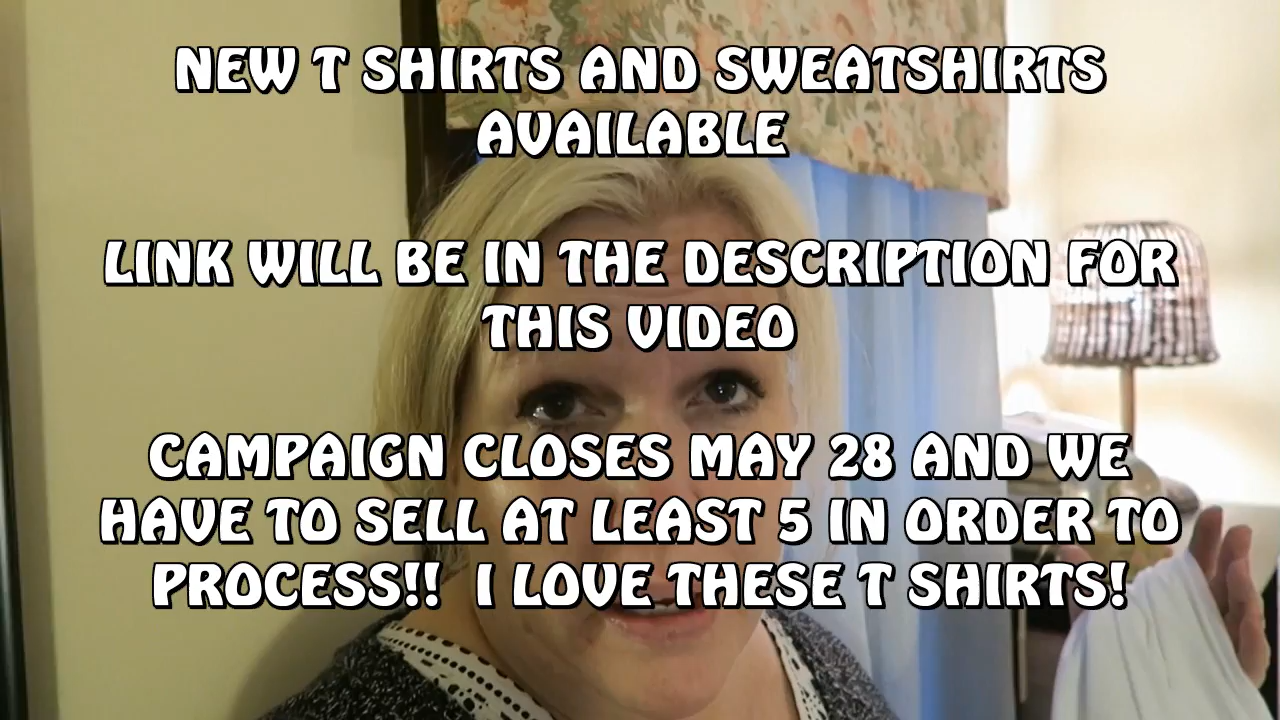 NEW T SHIRTS AND SWEATSHIRTS
AVAILABLE
LINK WILL BE IN THE DESCRIPTION FOR
THIS VIDEO
CAMPAIGN CLOSES MAY 28 AND WE
HAVE TO SELL AT LEAST 5 IN ORDER TO
PROCESS!! I LOVE THESE T SHIRTS!